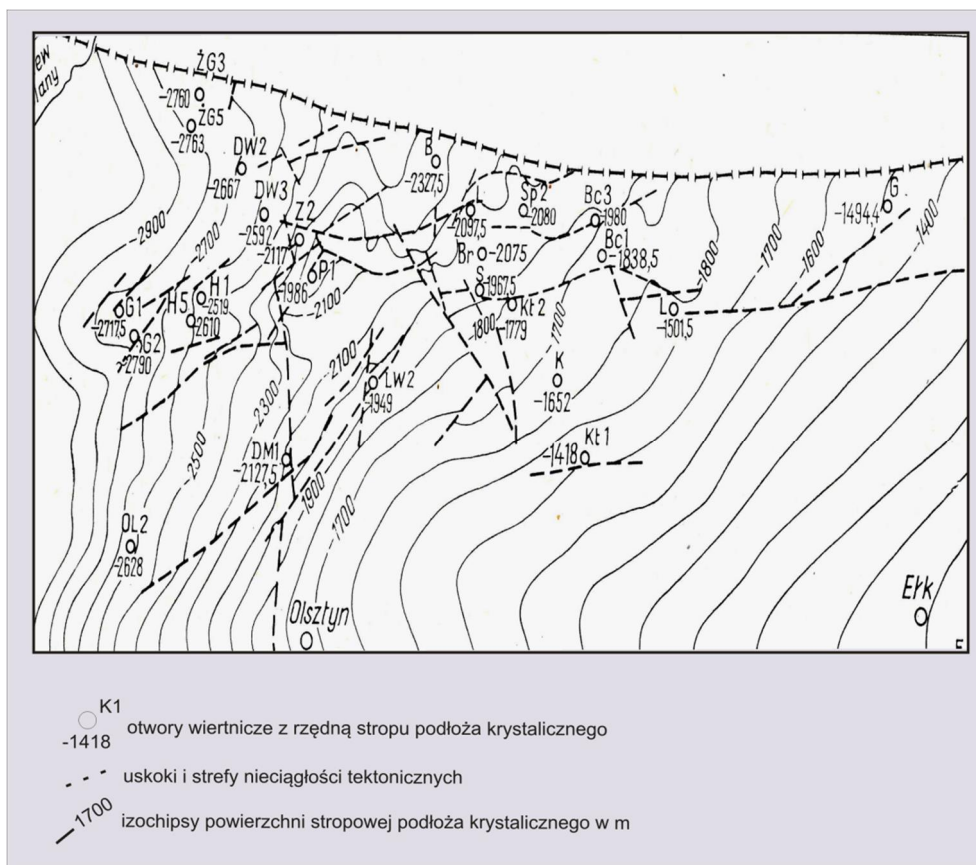 ew
lany
ŻG3
-2760
ŻG5
-2763
DW2
-2667
B
-2327,5
DW3
-2592
Z2
-2117
P1
-1986
-2100
I
-2097,5
Sp2
-2080
Bc3
-1980
Br
-2075
Bc1
-1838,5
S
-1967,5
Kt2
-1779
1800
1700
-1800
-1700
-1600
-1400
G
-1494,4
L
-1501,5
-2900
2700
G1
-2717,5
H1
-2519
H5
-2610
G2
-2790
-2100
LW2
-1949
-2300
K
-1652
Kt1
-1418
-2500
DM1
-2127,5
-1900
-1700
OL2
-2628
Olsztyn
Ełk
K1
-1418
otwory wiertnicze z rzędną stropu podłoża krystalicznego
uskoki i strefy nieciągłości tektonicznych
1700
izochipsy powierzchni stropowej podłoża krystalicznego w m